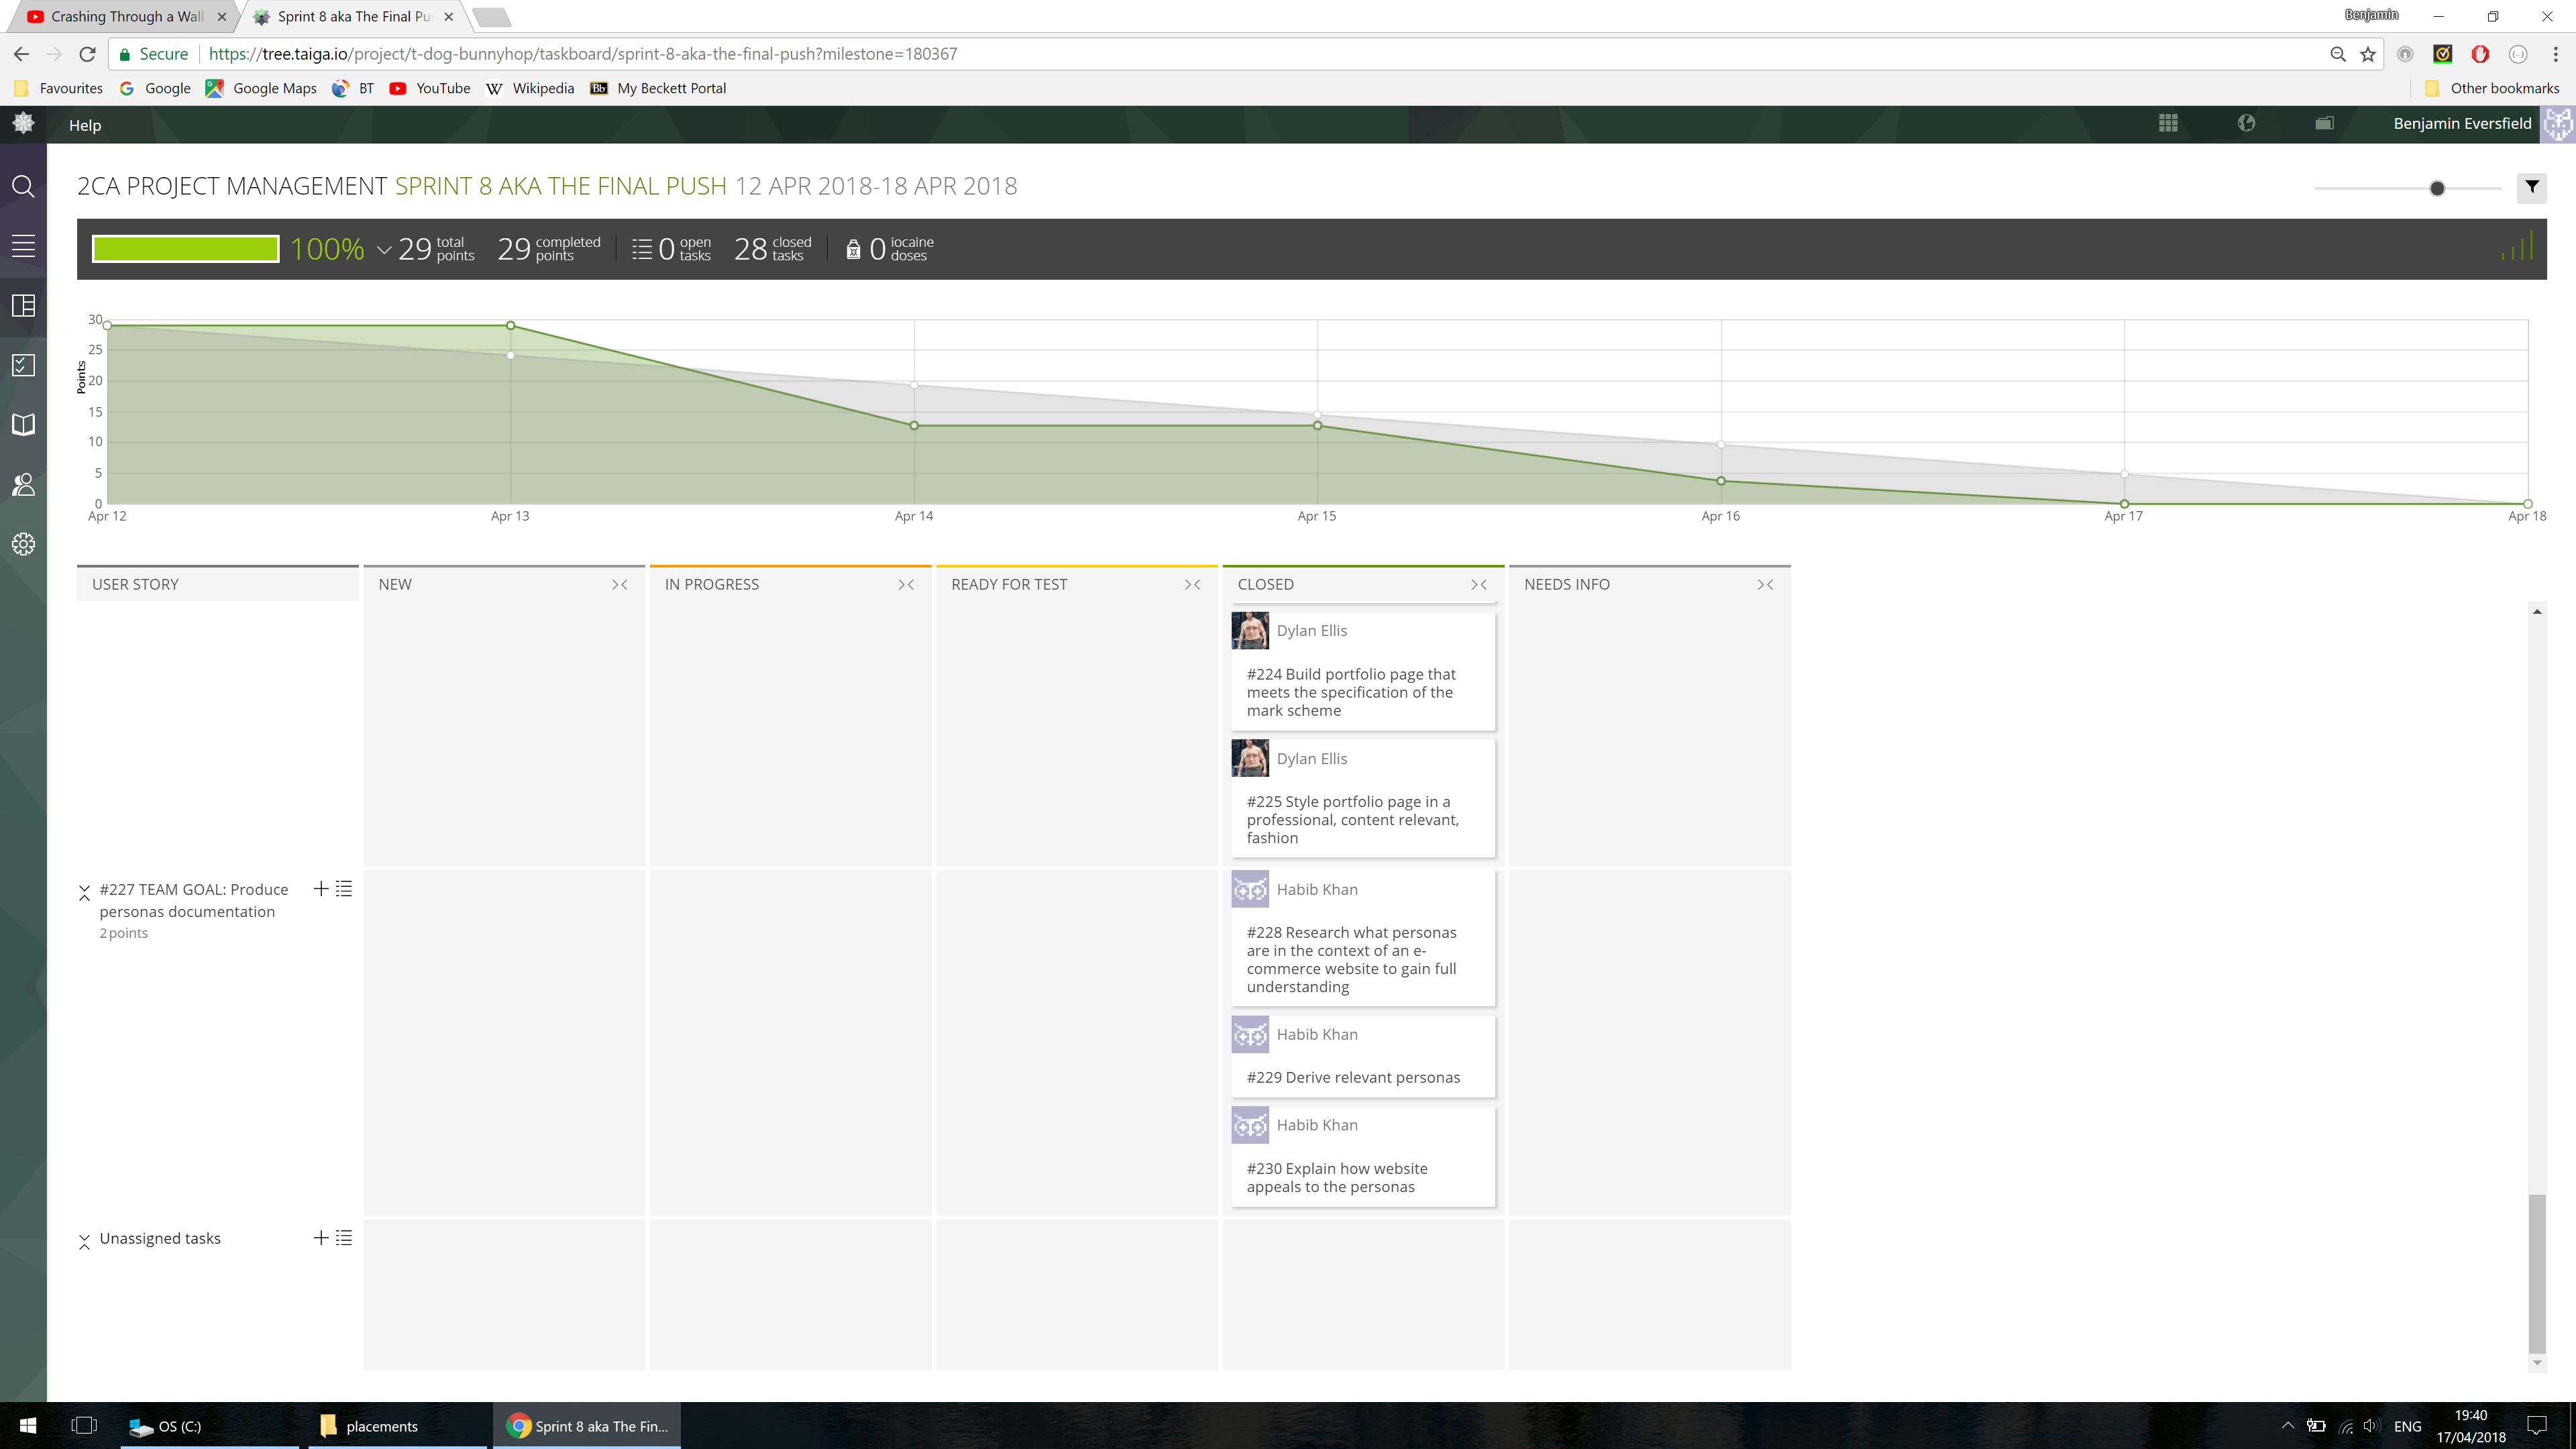 Crashing Through a Wall
Sprint 8 aka The Final Pu
Benjamin
Secure
https://tree.taiga.io/project/t-dog-bunnyhop/taskboard/sprint-8-aka-the-final-push?milestone=180367
Favourites
Google
Google Maps
BT
YouTube
Wikipedia
Bb
My Beckett Portal
Other bookmarks
Help
Benjamin Eversfield
2CA PROJECT MANAGEMENT SPRINT 8 AKA THE FINAL PUSH 12 APR 2018-18 APR 2018
100%
29 total points
29 completed points
0 open tasks
28 closed tasks
0 iocaine doses
Points
30
25
20
15
10
5
0
Apr 12
Apr 13
Apr 14
Apr 15
Apr 16
Apr 17
Apr 18
USER STORY
NEW
IN PROGRESS
READY FOR TEST
CLOSED
NEEDS INFO
Dylan Ellis
#224 Build portfolio page that
meets the specification of the
mark scheme
Dylan Ellis
#225 Style portfolio page in a
professional, content relevant,
fashion
#227 TEAM GOAL: Produce
personas documentation
2 points
Habib Khan
#228 Research what personas
are in the context of an e-
commerce website to gain full
understanding
Habib Khan
#229 Derive relevant personas
Habib Khan
#230 Explain how website
appeals to the personas
Unassigned tasks
OS (C:)
placements
Sprint 8 aka The Fin...
ENG
19:40
17/04/2018